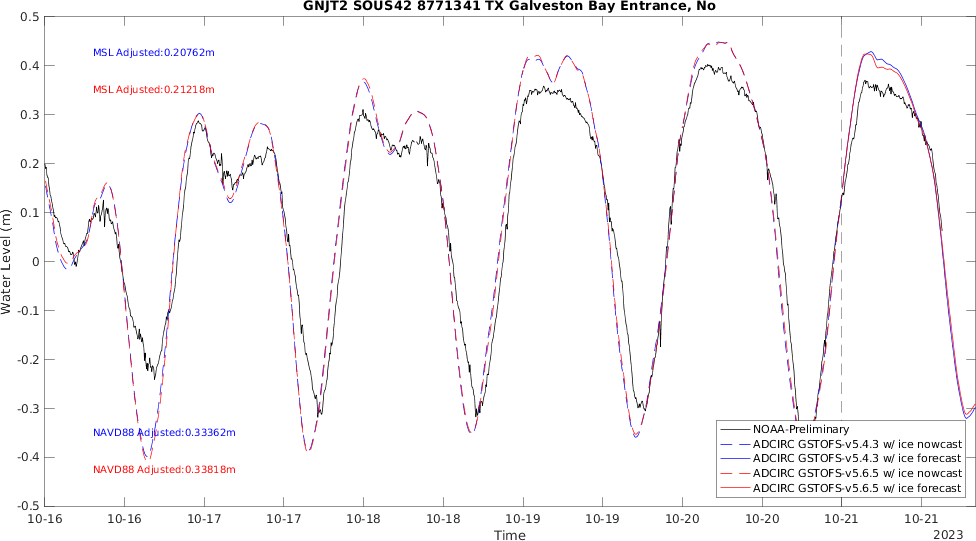 GNJT2 SOUS42 8771341 TX Galveston Bay Entrance, No
0.5
0.4
0.3
0.2
0.1
0
-0.1
-0.2
-0.3
-0.4
-0.5
Water Level (m)
MSL Adjusted:0.20762m
MSL Adjusted:0.21218m
NAVD88 Adjusted:0.33362m
NAVD88 Adjusted:0.33818m
NOAA-Preliminary
ADCIRC GSTOFS-v5.4.3 w/ ice nowcast
ADCIRC GSTOFS-v5.4.3 w/ ice forecast
ADCIRC GSTOFS-v5.6.5 w/ ice nowcast
ADCIRC GSTOFS-v5.6.5 w/ ice forecast
10-16 10-16 10-17 10-17 10-18 10-18 10-19 10-19 10-20 10-20 10-21 10-21
Time
2023